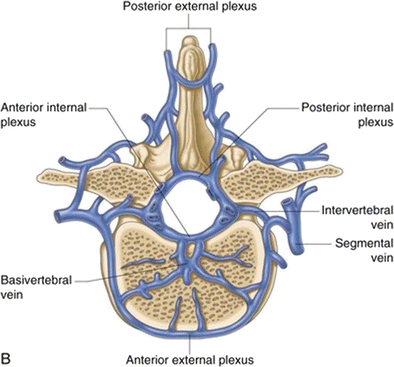 Posterior external plexus
Anterior internal
plexus
Posterior internal
plexus
Intervertebral
vein
Segmental
vein
Basivertebral
vein
B
Anterior external plexus